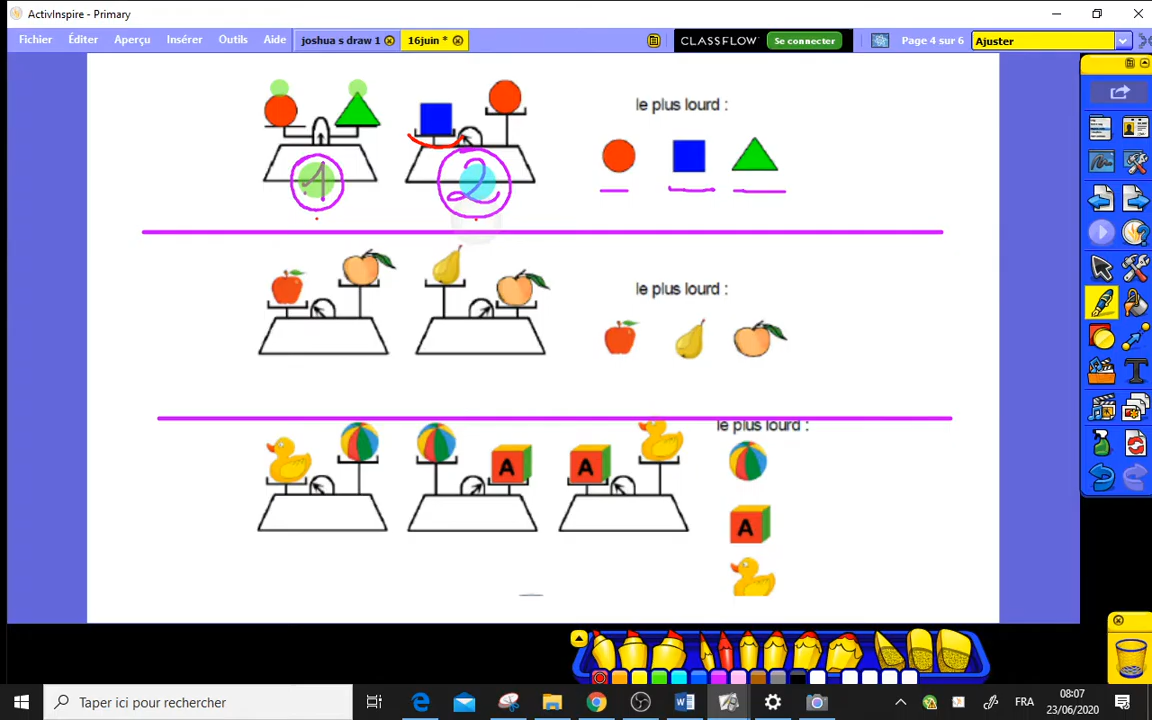 ActivInspire - Primary
Fichier Éditer Aperçu Insérer Outils Aide joshua s draw 1 16juin * CLASSFLOW Se connecter Page 4 sur 6 Ajuster
le plus lourd :
1 2
le plus lourd :
le plus lourd :
A A
A
Taper ici pour rechercher
FRA
08:07
23/06/2020